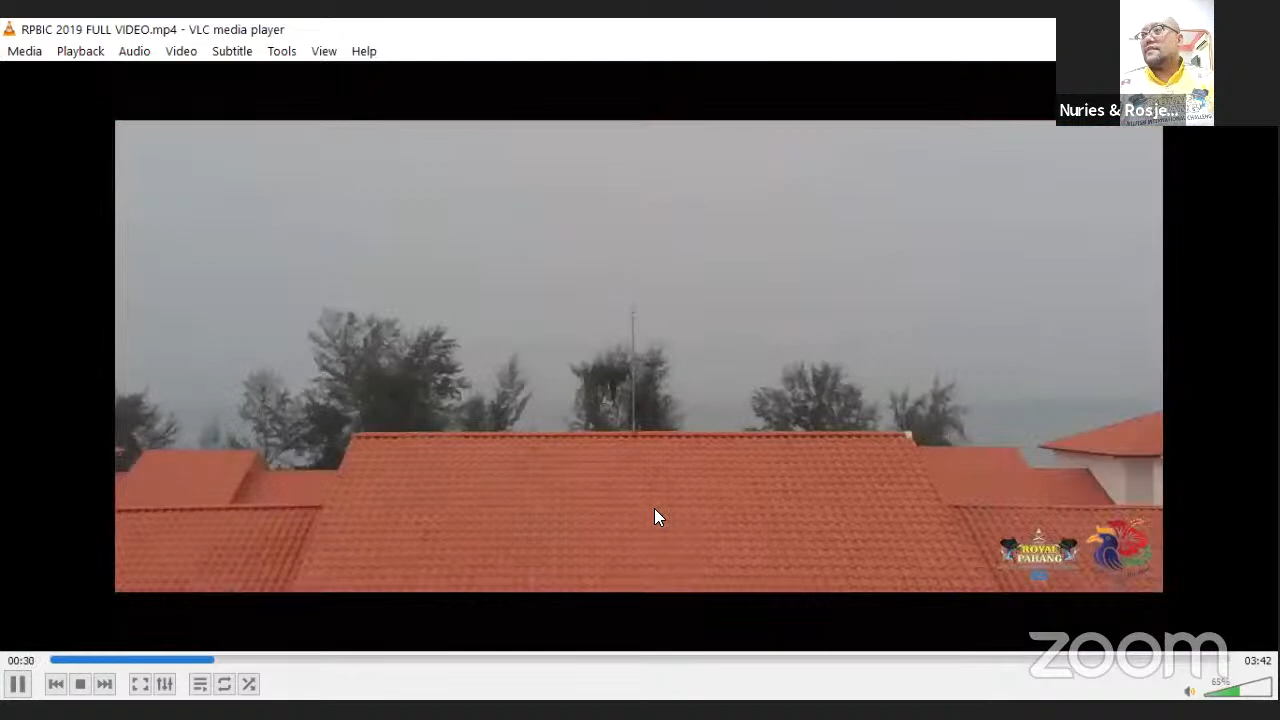 RPBIC 2019 FULL VIDEO.mp4 - VLC media player
Media Playback Audio Video Subtitle Tools View Help
Nuries & Rosje...
ROYAL
PAHANG
zoom
00:30
03:42
65%